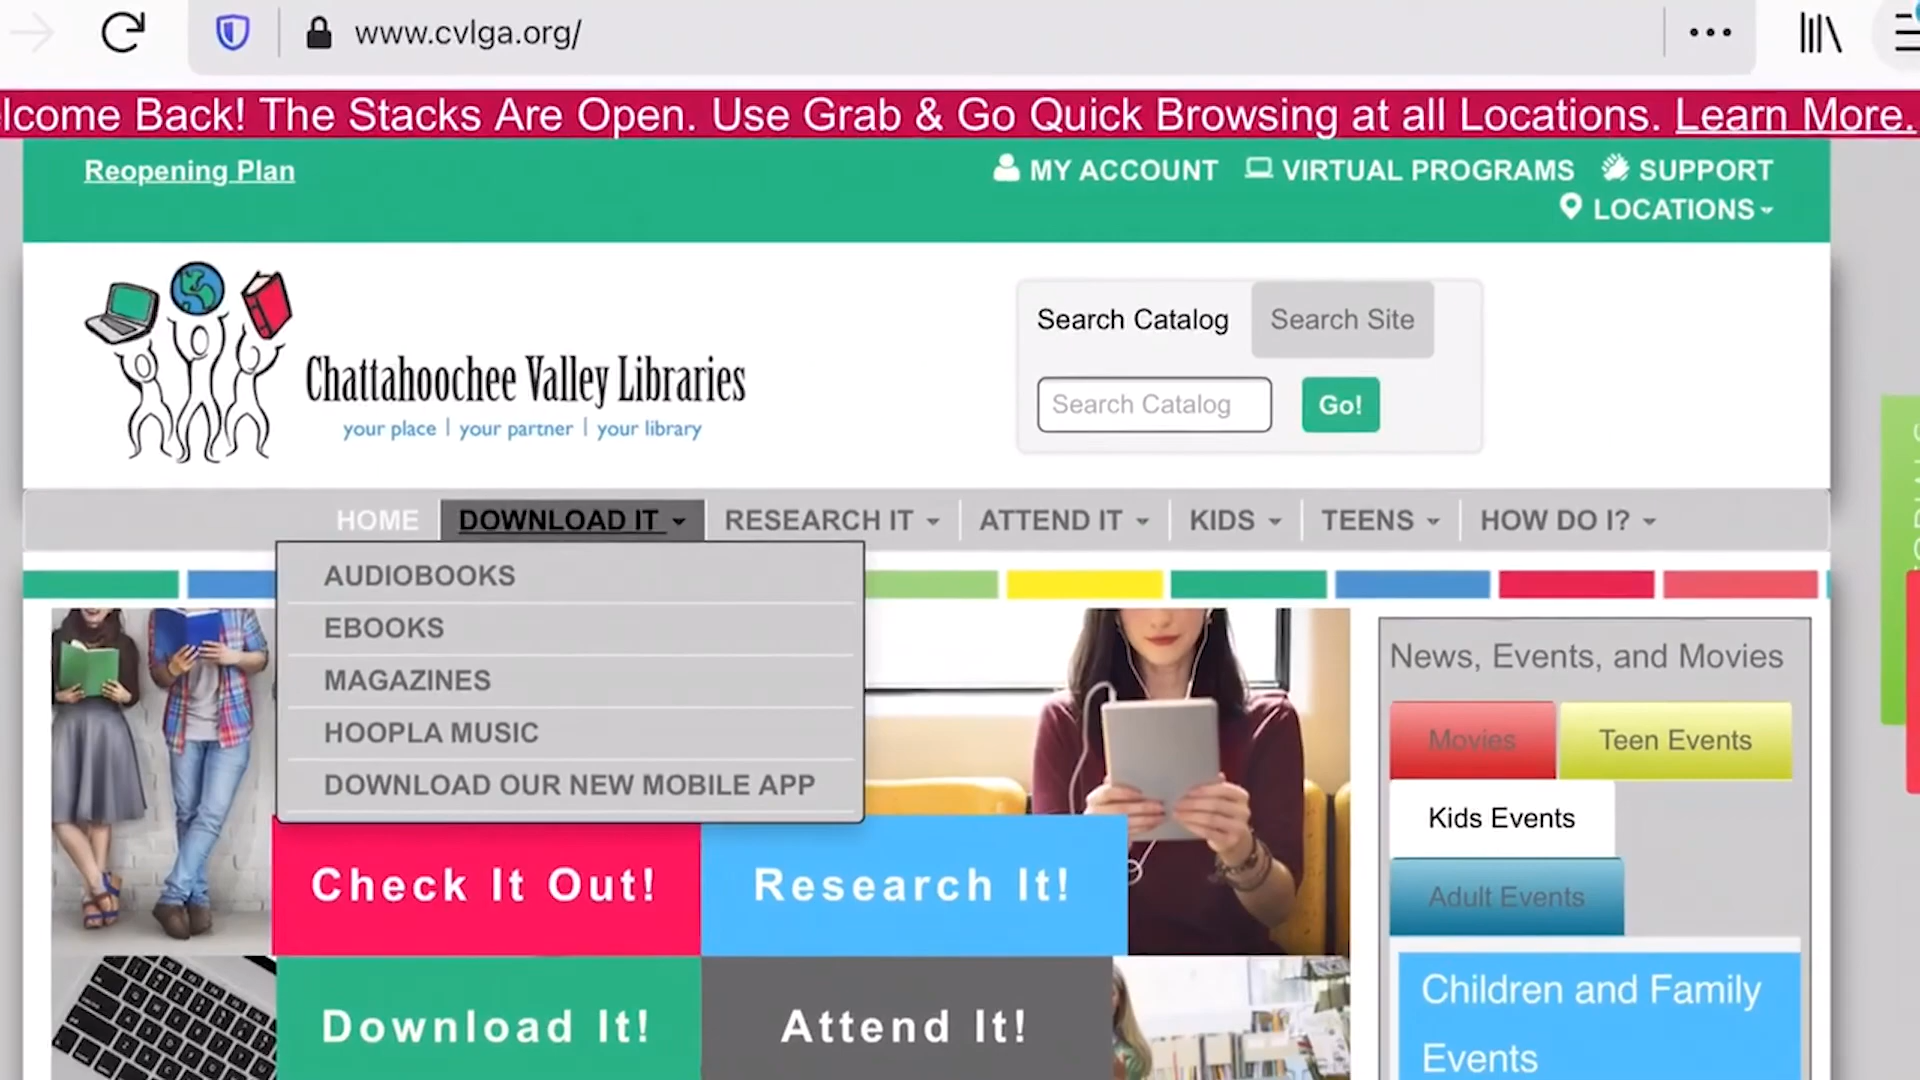 www.cvlga.org/
lcome Back! The Stacks Are Open. Use Grab & Go Quick Browsing at all Locations. Learn More.
Reopening Plan
MY ACCOUNT VIRTUAL PROGRAMS SUPPORT
LOCATIONS
Chattahoochee Valley Libraries
your place | your partner | your library
Search Catalog Search Site
Search Catalog Go!
HOME DOWNLOAD IT RESEARCH IT ATTEND IT KIDS TEENS HOW DO I?
AUDIOBOOKS
EBOOKS
MAGAZINES
HOOPLA MUSIC
DOWNLOAD OUR NEW MOBILE APP
Check It Out! Research It!
Download It! Attend It!
News, Events, and Movies
Movies Teen Events
Kids Events
Adult Events
Children and Family
Events